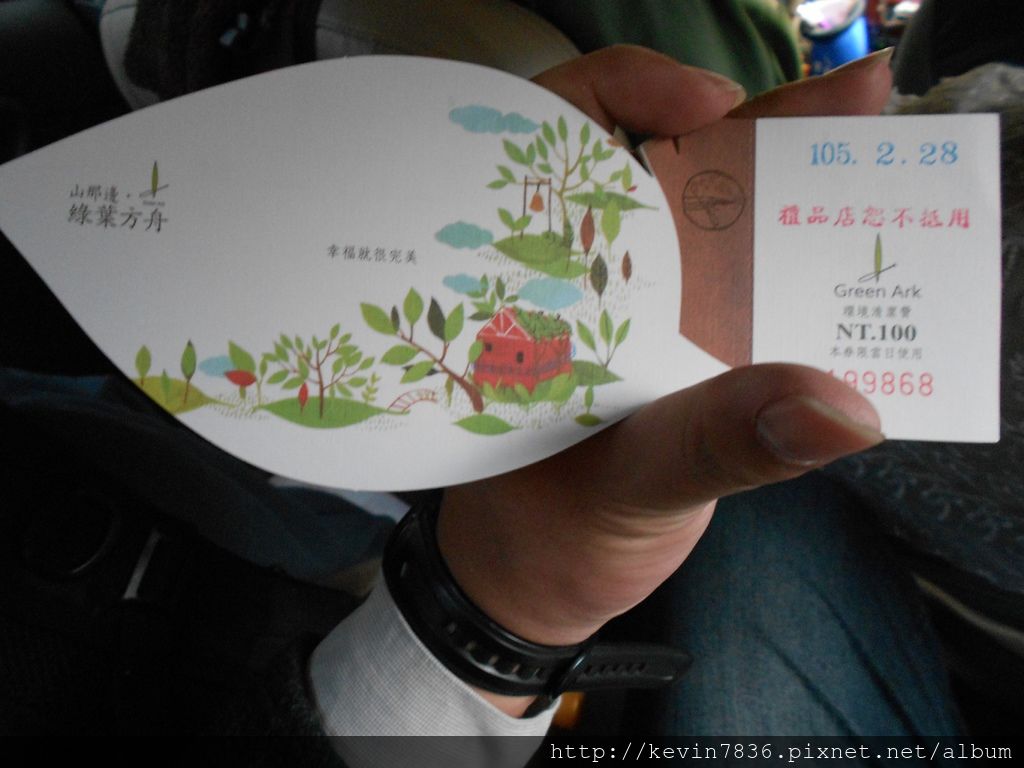 山那邊·
綠葉方舟
幸福就很完美
105. 2. 28
禮品店恕不抵用
Green Ark
環境清潔費
NT.100
本券限當日使用
199868
http://kevin7836.pixnet.net/album